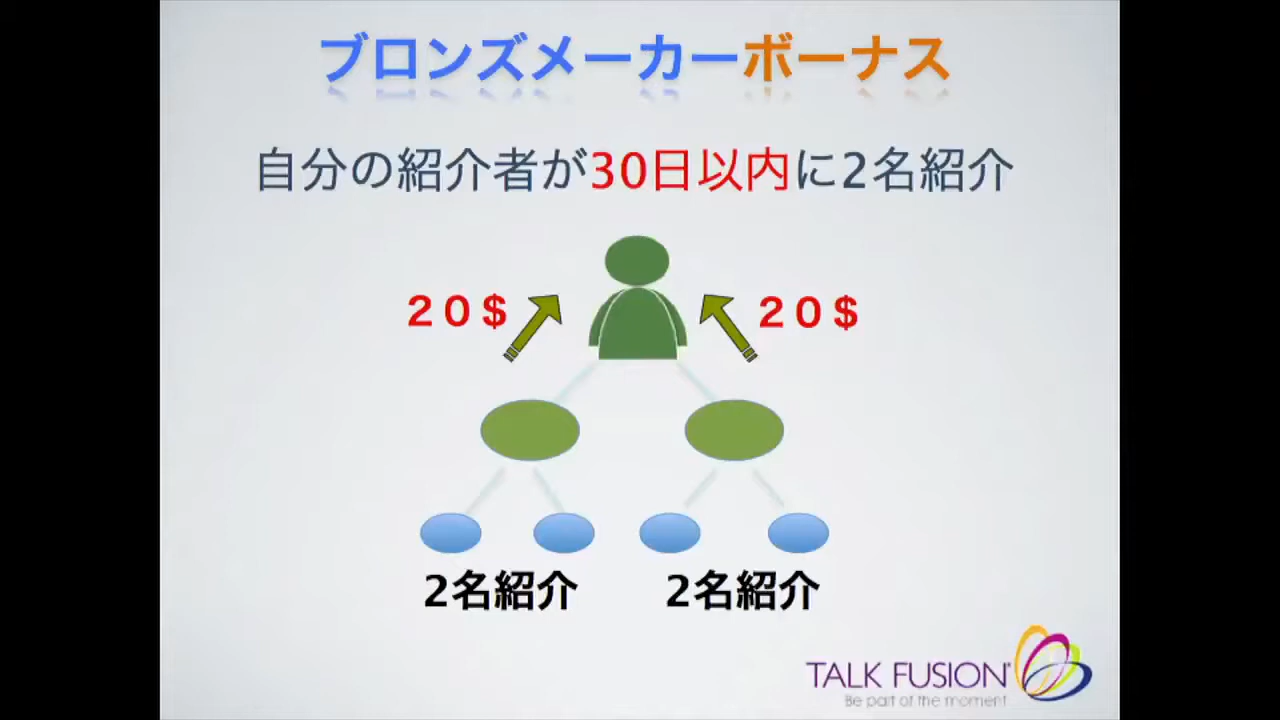 ブロンズメーカーボーナス
自分の紹介者が30日以内に2名紹介
20$ 20$
2名紹介 2名紹介
TALK FUSION
Be part of the moment